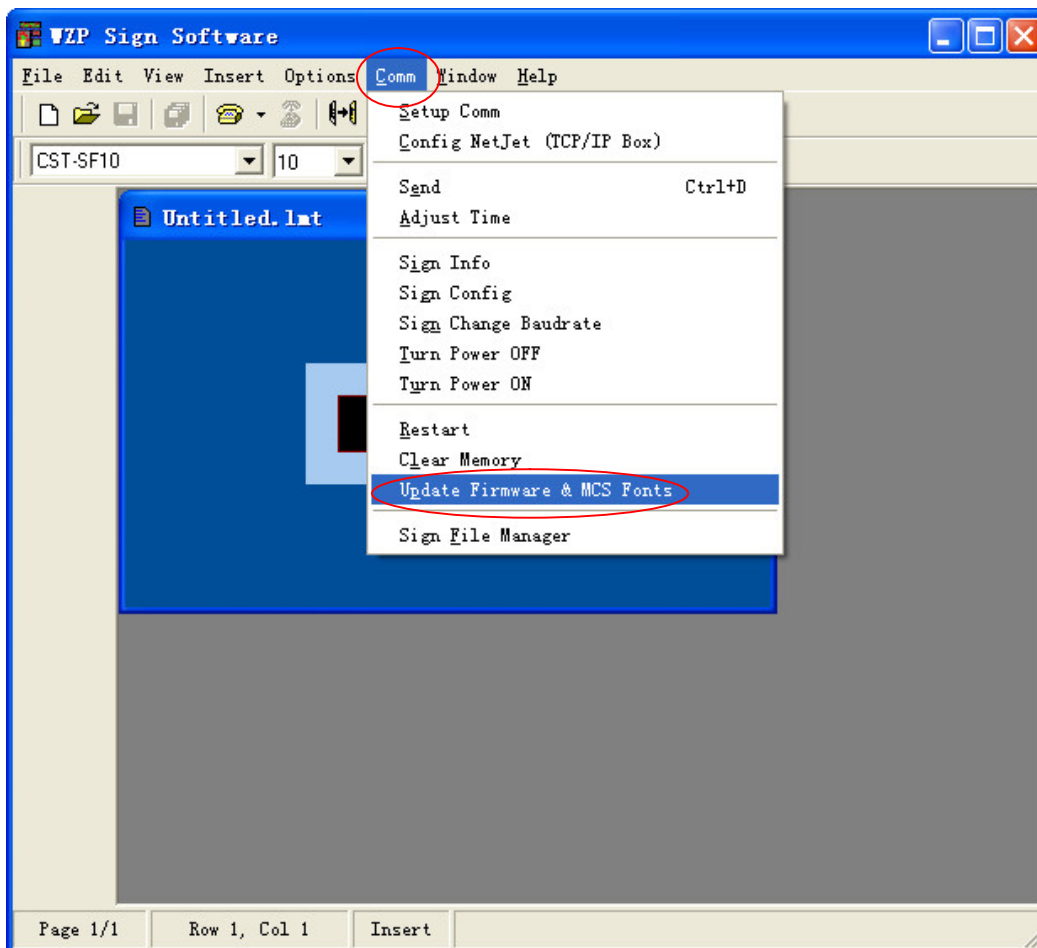 WZP Sign Software
File Edit View Insert Options Comm Window Help
CST-SF10 10
Untitled.lmt
Setup Comm
Config NetJet (TCP/IP Box)
Send Ctrl+D
Adjust Time
Sign Info
Sign Config
Sign Change Baudrate
Turn Power OFF
Turn Power ON
Restart
Clear Memory
Update Firmware & MCS Fonts
Sign File Manager
Page 1/1 Row 1, Col 1 Insert